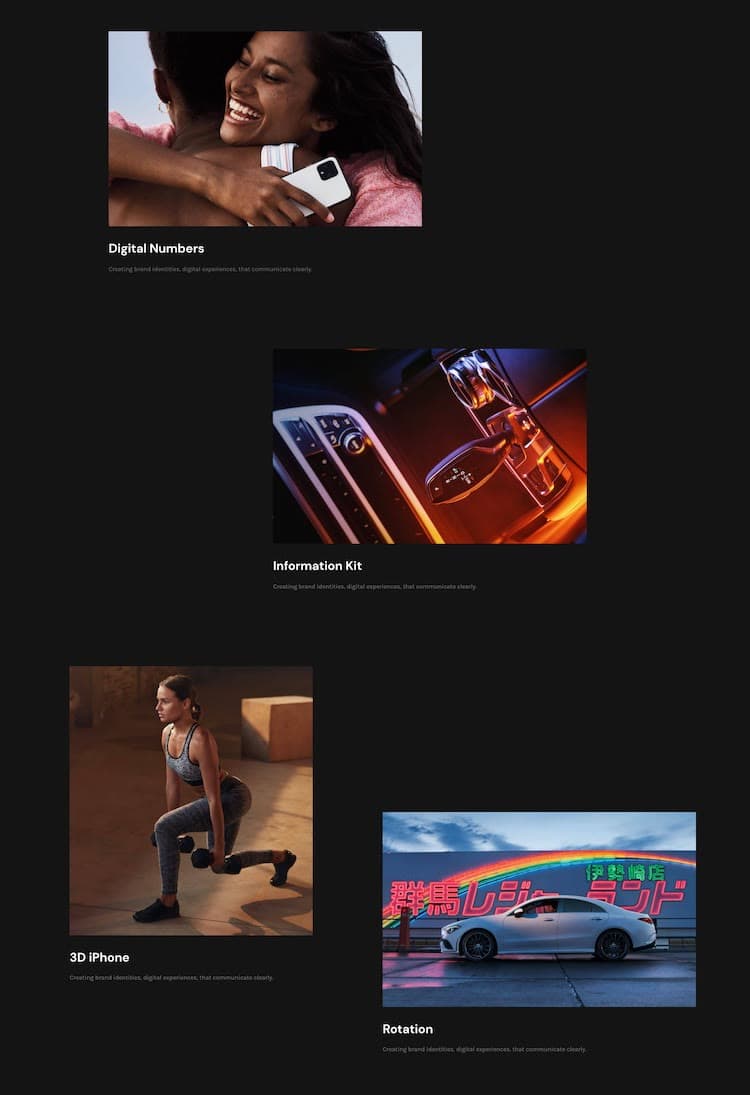 Digital Numbers
Creating brand identities, digital experiences, that communicate clearly.
Information Kit
Creating brand identities, digital experiences, that communicate clearly.
伊勢崎店
群馬レジャーランド
3D iPhone
Creating brand identities, digital experiences, that communicate clearly.
Rotation
Creating brand identities, digital experiences, that communicate clearly.